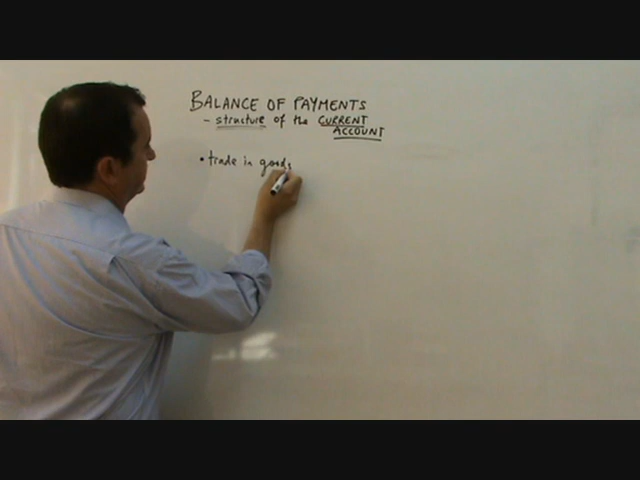 BALANCE OF PAYMENTS
- structure of the CURRENT
ACCOUNT
• trade in goods